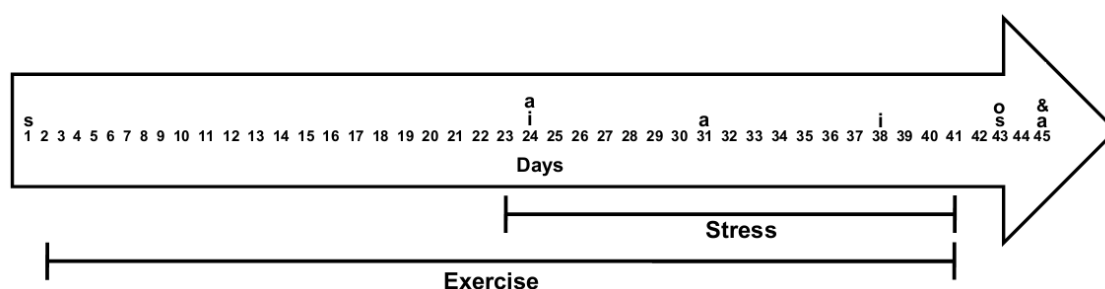 a o &
s i a i s a
1 2 3 4 5 6 7 8 9 10 11 12 13 14 15 16 17 18 19 20 21 22 23 24 25 26 27 28 29 30 31 32 33 34 35 36 37 38 39 40 41 42 43 44 45
Days
Stress
Exercise